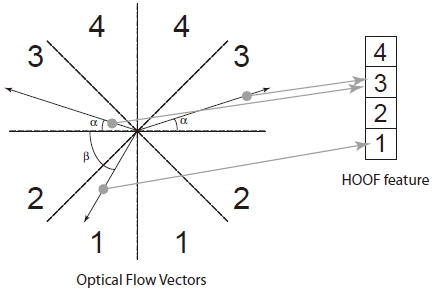 4 4
3 3
α α
β
2 2
1 1
Optical Flow Vectors
4
3
2
1
HOOF feature